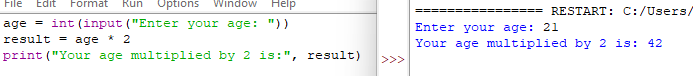 File Edit Format Run Options Window Help
age = int(input("Enter your age: "))
result = age * 2
print("Your age multiplied by 2 is:", result)
================ RESTART: C:/Users/
Enter your age: 21
Your age multiplied by 2 is: 42
>>>